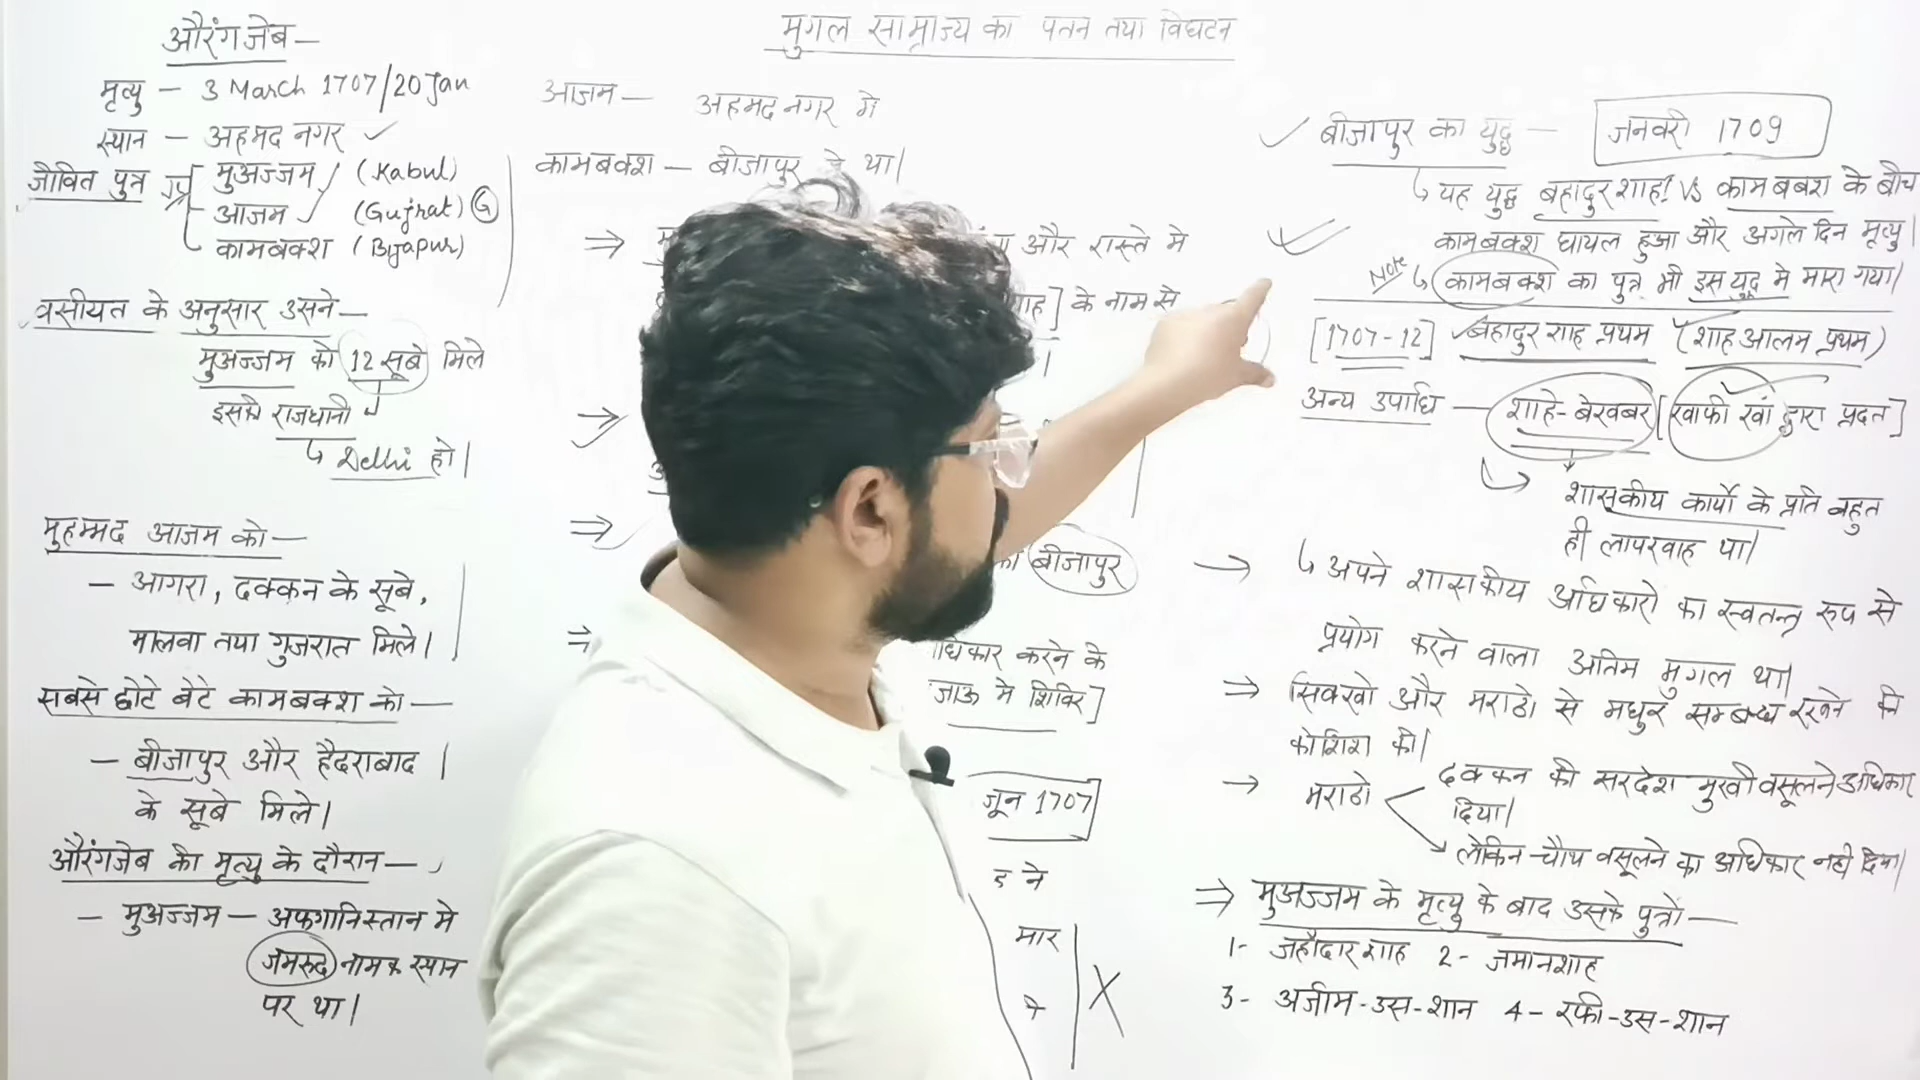 मुगल साम्राज्य का पतन तथा विघटन
औरंगजेब—
मृत्यु — 3 March 1707/20 Jan
स्थान — अहमद नगर ✓
जीवित पुत्र
मुअज्जम (Kabul)
आजम (Gujrat) G
कामबक्श (Bijapur)
वसीयत के अनुसार उसने—
मुअज्जम को 12 सूबे मिले
इसके राजधानी
↳ Delhi हो।
मुहम्मद आजम को—
— आगरा, दक्कन के सूबे,
मालवा तथा गुजरात मिले।
सबसे छोटे बेटे कामबक्श को—
— बीजापुर और हैदराबाद
के सूबे मिले।
औरंगजेब की मृत्यु के दौरान—
— मुअज्जम — अफगानिस्तान मे
जमरुद नामक स्थान
पर था।
आजम — अहमद नगर मे
कामबक्श — बीजापुर मे था।
⇒ और रास्ते मे
के नाम से
बीजापुर
करने के
जाऊ मे शिविर]
जून 1707
ने
मार
✓ बीजापुर का युद्ध — जनवरी 1709
↳ यह युद्ध बहादुर शाह I VS कामबक्श के बीच
कामबक्श घायल हुआ और अगले दिन मृत्यु।
Note ↳ कामबक्श का पुत्र भी इस युद्ध मे मारा गया।
[1707-12] बहादुर शाह प्रथम (शाह आलम प्रथम)
अन्य उपाधि — शाहे-बेखबर [खाफी खां द्वारा प्रदत]
शासकीय कार्यो के प्रति बहुत
ही लापरवाह था।
→ ↳ अपने शासकीय अधिकारो का स्वतन्त्र रूप से
प्रयोग करने वाला अंतिम मुगल था।
⇒ सिक्खो और मराठो से मधुर सम्बन्ध रखने की
कोशिश की।
→ मराठो दक्कन की सरदेश मुखी वसूलने अधिकार
दिया।
लेकिन चौथ वसूलने का अधिकार नही दिया।
⇒ मुअज्जम के मृत्यु के बाद उसके पुत्रो—
1- जहाँदार शाह 2- जमानशाह
3- अजीम-उस-शान 4- रफी-उस-शान